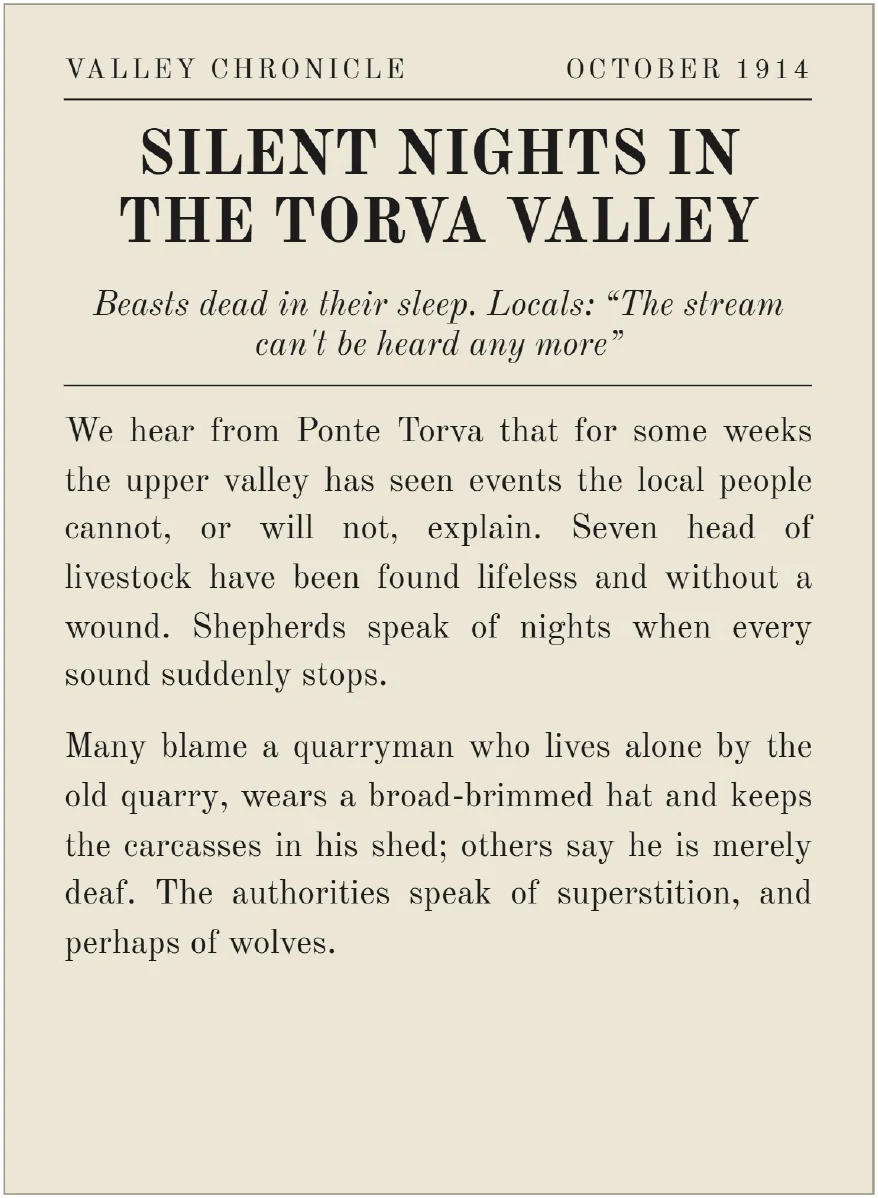 VALLEY CHRONICLE OCTOBER 1914
SILENT NIGHTS IN
THE TORVA VALLEY
Beasts dead in their sleep. Locals: “The stream
can't be heard any more”
We hear from Ponte Torva that for some weeks
the upper valley has seen events the local people
cannot, or will not, explain. Seven head of
livestock have been found lifeless and without a
wound. Shepherds speak of nights when every
sound suddenly stops.
Many blame a quarryman who lives alone by the
old quarry, wears a broad-brimmed hat and keeps
the carcasses in his shed; others say he is merely
deaf. The authorities speak of superstition, and
perhaps of wolves.